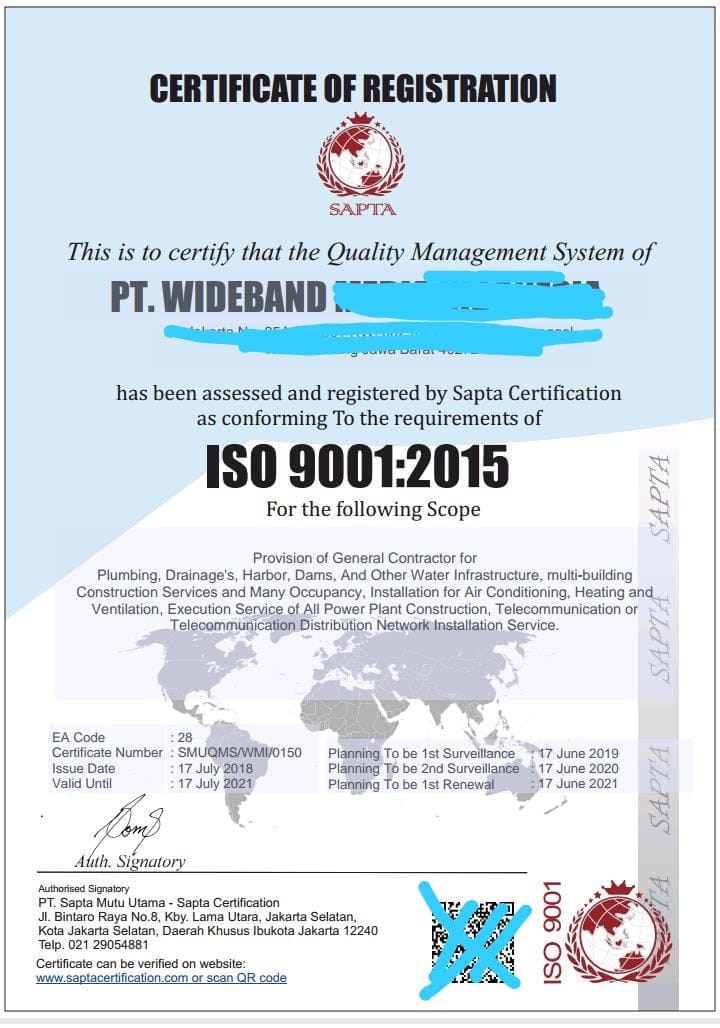 CERTIFICATE OF REGISTRATION
SAPTA
This is to certify that the Quality Management System of
PT. WIDEBAND
Jawa Barat
has been assessed and registered by Sapta Certification
as conforming To the requirements of
ISO 9001:2015
For the following Scope
Provision of General Contractor for
Plumbing, Drainage's, Harbor, Dams, And Other Water Infrastructure, multi-building
Construction Services and Many Occupancy, Installation for Air Conditioning, Heating and
Ventilation, Execution Service of All Power Plant Construction, Telecommunication or
Telecommunication Distribution Network Installation Service.
SAPTA
SAPTA
SAPTA
SAPTA
EA Code : 28
Certificate Number : SMUQMS/WMI/0150
Issue Date : 17 July 2018
Valid Until : 17 July 2021
Planning To be 1st Surveillance : 17 June 2019
Planning To be 2nd Surveillance : 17 June 2020
Planning To be 1st Renewal : 17 June 2021
Auth. Signatory
Authorised Signatory
PT. Sapta Mutu Utama - Sapta Certification
Jl. Bintaro Raya No.8, Kby. Lama Utara, Jakarta Selatan,
Kota Jakarta Selatan, Daerah Khusus Ibukota Jakarta 12240
Telp. 021 29054881
Certificate can be verified on website:
www.saptacertification.com or scan QR code
ISO 9001